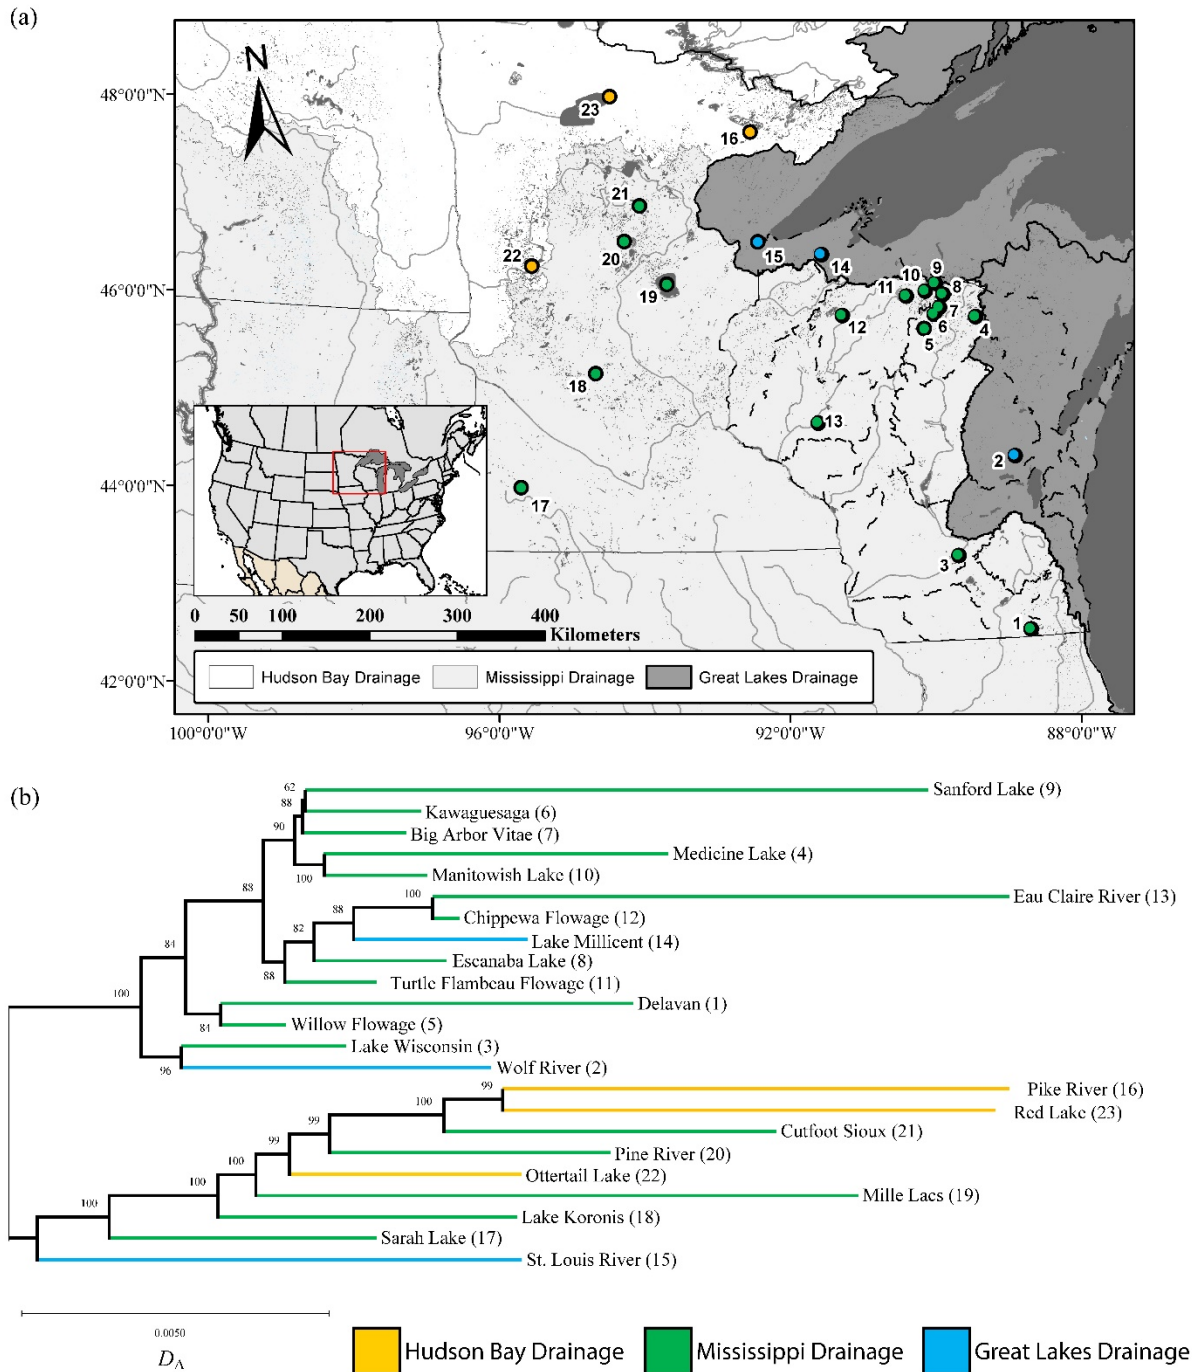 (a)
N
48°0'0"N
46°0'0"N
44°0'0"N
42°0'0"N
23
16
21
20
22
19
15
14
10
9
8
11
7
12
6
4
5
18
13
2
17
3
1
0 50 100 200 300 400
Kilometers
Hudson Bay Drainage Mississippi Drainage Great Lakes Drainage
100°0'0"W 96°0'0"W 92°0'0"W 88°0'0"W
(b)
62
Sanford Lake (9)
88
Kawaguesaga (6)
90
Big Arbor Vitae (7)
Medicine Lake (4)
100
Manitowish Lake (10)
88
100
Eau Claire River (13)
88
Chippewa Flowage (12)
82
Lake Millicent (14)
84
Escanaba Lake (8)
88
Turtle Flambeau Flowage (11)
100
Delavan (1)
84
Willow Flowage (5)
Lake Wisconsin (3)
96
Wolf River (2)
99
Pike River (16)
100
Red Lake (23)
99
Cutfoot Sioux (21)
99
Pine River (20)
100
Ottertail Lake (22)
100
Mille Lacs (19)
Lake Koronis (18)
Sarah Lake (17)
St. Louis River (15)
0.0050
DA
Hudson Bay Drainage Mississippi Drainage Great Lakes Drainage